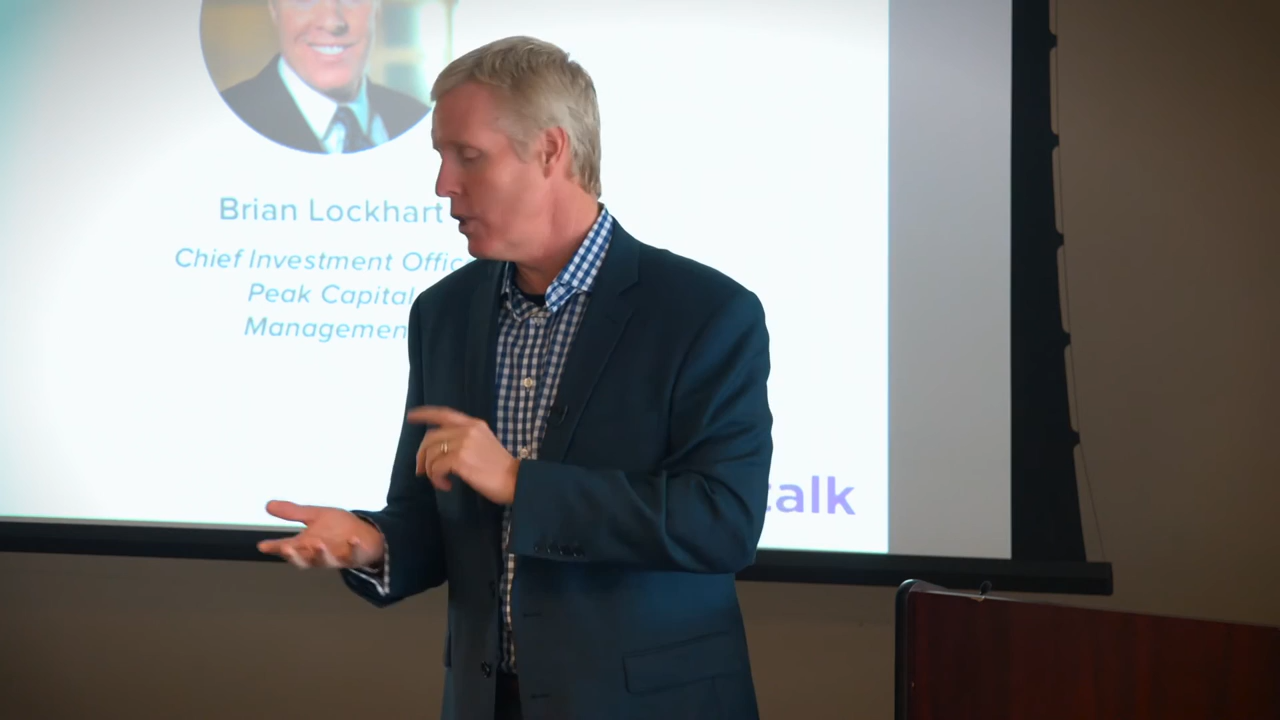 Brian Lockhart
Chief Investment Offic
Peak Capital
Managemen
talk